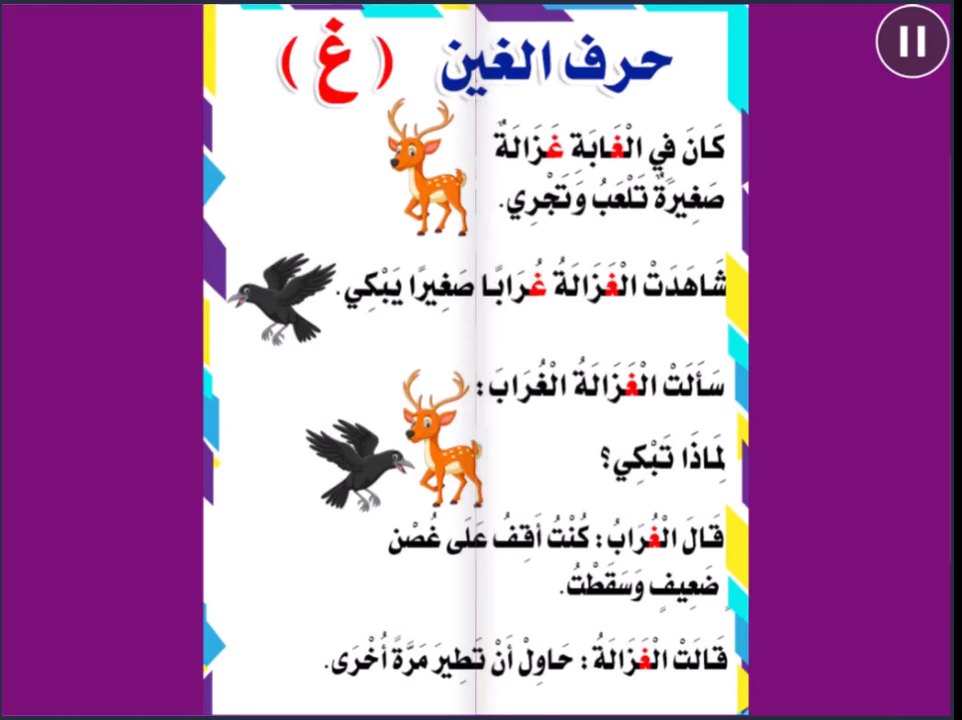 حرف الغين ( غ )
كَانَ فِي الْغَابَة غَزَالَةٌ
صَغِيرَةٌ تَلْعَبُ وَتَجْرِي.
شَاهَدَتْ الْغَزَالَةُ غُرَابًا صَغِيرًا يَبْكِي.
سَأَلَتْ الْغَزَالَةُ الْغُرَابَ :
لِمَاذَا تَبْكِي؟
قَالَ الْغُرَابُ : كُنْتُ أَقِفُ عَلَى غُصْن
ضَعِيفٍ وَسَقَطْتُ.
قَالَتْ الْغَزَالَةُ : حَاوِلْ أَنْ تَطِيرَ مَرَّةً أُخْرَى.